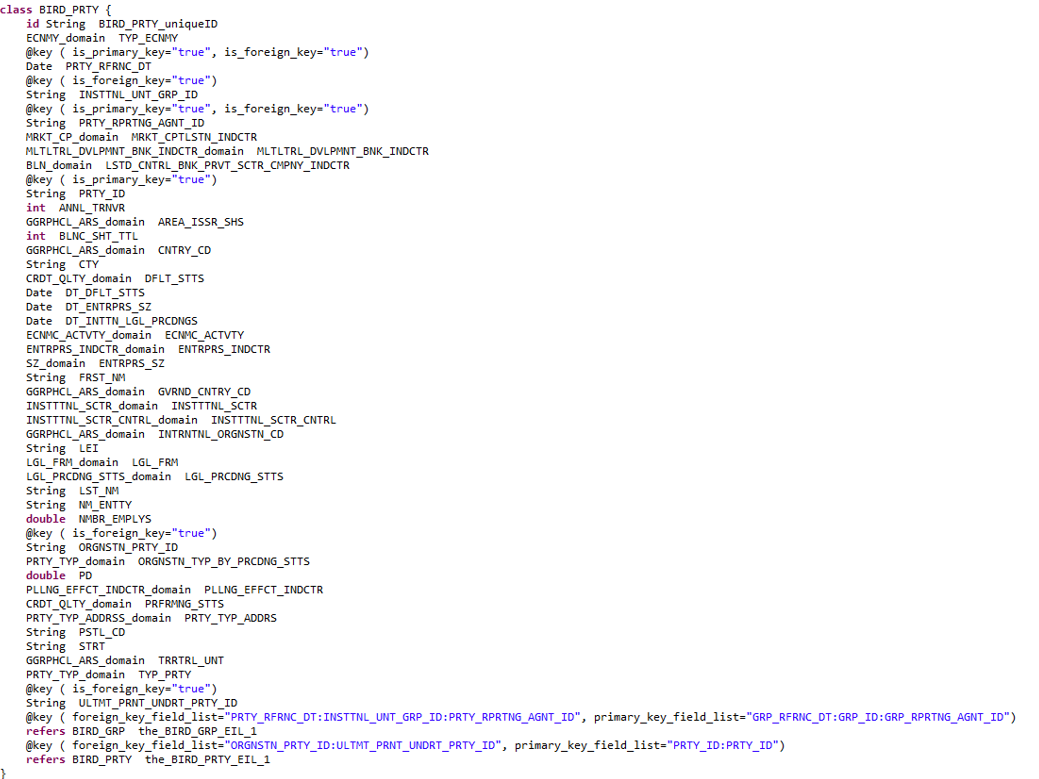 class BIRD_PRTY {
id String BIRD_PRTY_uniqueID
ECNMY_domain TYP_ECNMY
@key ( is_primary_key="true", is_foreign_key="true")
Date PRTY_RFRNC_DT
@key ( is_foreign_key="true")
String INSTTNL_UNT_GRP_ID
@key ( is_primary_key="true", is_foreign_key="true")
String PRTY_RPRTNG_AGNT_ID
MRKT_CP_domain MRKT_CPTLSTN_INDCTR
MLTLTRL_DVLPMNT_BNK_INDCTR_domain MLTLTRL_DVLPMNT_BNK_INDCTR
BLN_domain LSTD_CNTRL_BNK_PRVT_SCTR_CMPNY_INDCTR
@key ( is_primary_key="true")
String PRTY_ID
int ANNL_TRNVR
GGRPHCL_ARS_domain AREA_ISSR_SHS
int BLNC_SHT_TTL
GGRPHCL_ARS_domain CNTRY_CD
String CTY
CRDT_QLTY_domain DFLT_STTS
Date DT_DFLT_STTS
Date DT_ENTRPRS_SZ
Date DT_INTTN_LGL_PRCDNGS
ECNMC_ACTVTY_domain ECNMC_ACTVTY
ENTRPRS_INDCTR_domain ENTRPRS_INDCTR
SZ_domain ENTRPRS_SZ
String FRST_NM
GGRPHCL_ARS_domain GVRND_CNTRY_CD
INSTTTNL_SCTR_domain INSTTTNL_SCTR
INSTTTNL_SCTR_CNTRL_domain INSTTTNL_SCTR_CNTRL
GGRPHCL_ARS_domain INTRNTNL_ORGNSTN_CD
String LEI
LGL_FRM_domain LGL_FRM
LGL_PRCDNG_STTS_domain LGL_PRCDNG_STTS
String LST_NM
String NM_ENTTY
double NMBR_EMPLYS
@key ( is_foreign_key="true")
String ORGNSTN_PRTY_ID
PRTY_TYP_domain ORGNSTN_TYP_BY_PRCDNG_STTS
double PD
PLLNG_EFFCT_INDCTR_domain PLLNG_EFFCT_INDCTR
CRDT_QLTY_domain PRFRMNG_STTS
PRTY_TYP_ADDRSS_domain PRTY_TYP_ADDRS
String PSTL_CD
String STRT
GGRPHCL_ARS_domain TRRTRL_UNT
PRTY_TYP_domain TYP_PRTY
@key ( is_foreign_key="true")
String ULTMT_PRNT_UNDRT_PRTY_ID
@key ( foreign_key_field_list="PRTY_RFRNC_DT:INSTTNL_UNT_GRP_ID:PRTY_RPRTNG_AGNT_ID", primary_key_field_list="GRP_RFRNC_DT:GRP_ID:GRP_RPRTNG_AGNT_ID")
refers BIRD_GRP the_BIRD_GRP_EIL_1
@key ( foreign_key_field_list="ORGNSTN_PRTY_ID:ULTMT_PRNT_UNDRT_PRTY_ID", primary_key_field_list="PRTY_ID:PRTY_ID")
refers BIRD_PRTY the_BIRD_PRTY_EIL_1
}